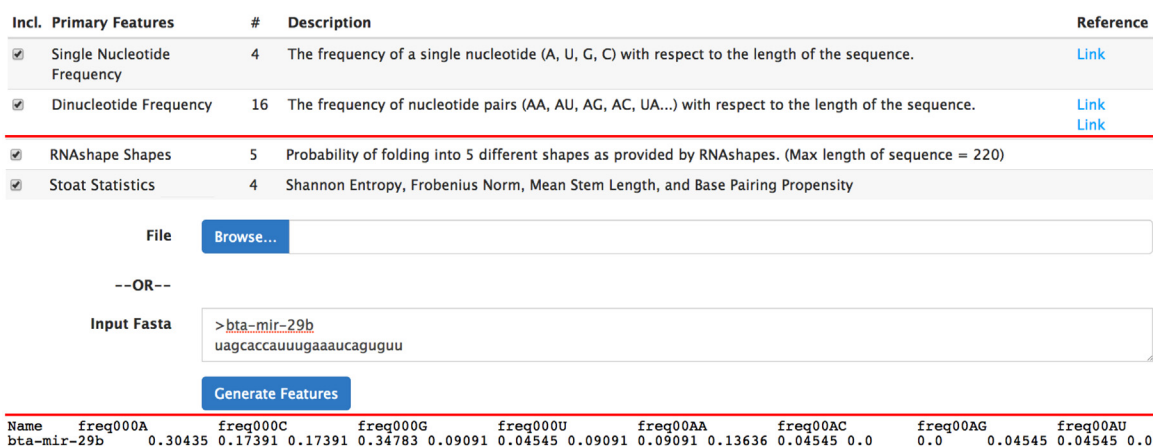 Incl. Primary Features # Description Reference
Single Nucleotide Frequency 4 The frequency of a single nucleotide (A, U, G, C) with respect to the length of the sequence. Link
Dinucleotide Frequency 16 The frequency of nucleotide pairs (AA, AU, AG, AC, UA...) with respect to the length of the sequence. Link
Link
RNAshape Shapes 5 Probability of folding into 5 different shapes as provided by RNAshapes. (Max length of sequence = 220)
Stoat Statistics 4 Shannon Entropy, Frobenius Norm, Mean Stem Length, and Base Pairing Propensity
File Browse...
--OR--
Input Fasta >bta-mir-29b
uagcaccauuugaaaucaguguu
Generate Features
Name freq000A freq000C freq000G freq000U freq00AA freq00AC freq00AG freq00AU
bta-mir-29b 0.30435 0.17391 0.17391 0.34783 0.09091 0.04545 0.09091 0.09091 0.13636 0.04545 0.0 0.0 0.04545 0.04545 0.0